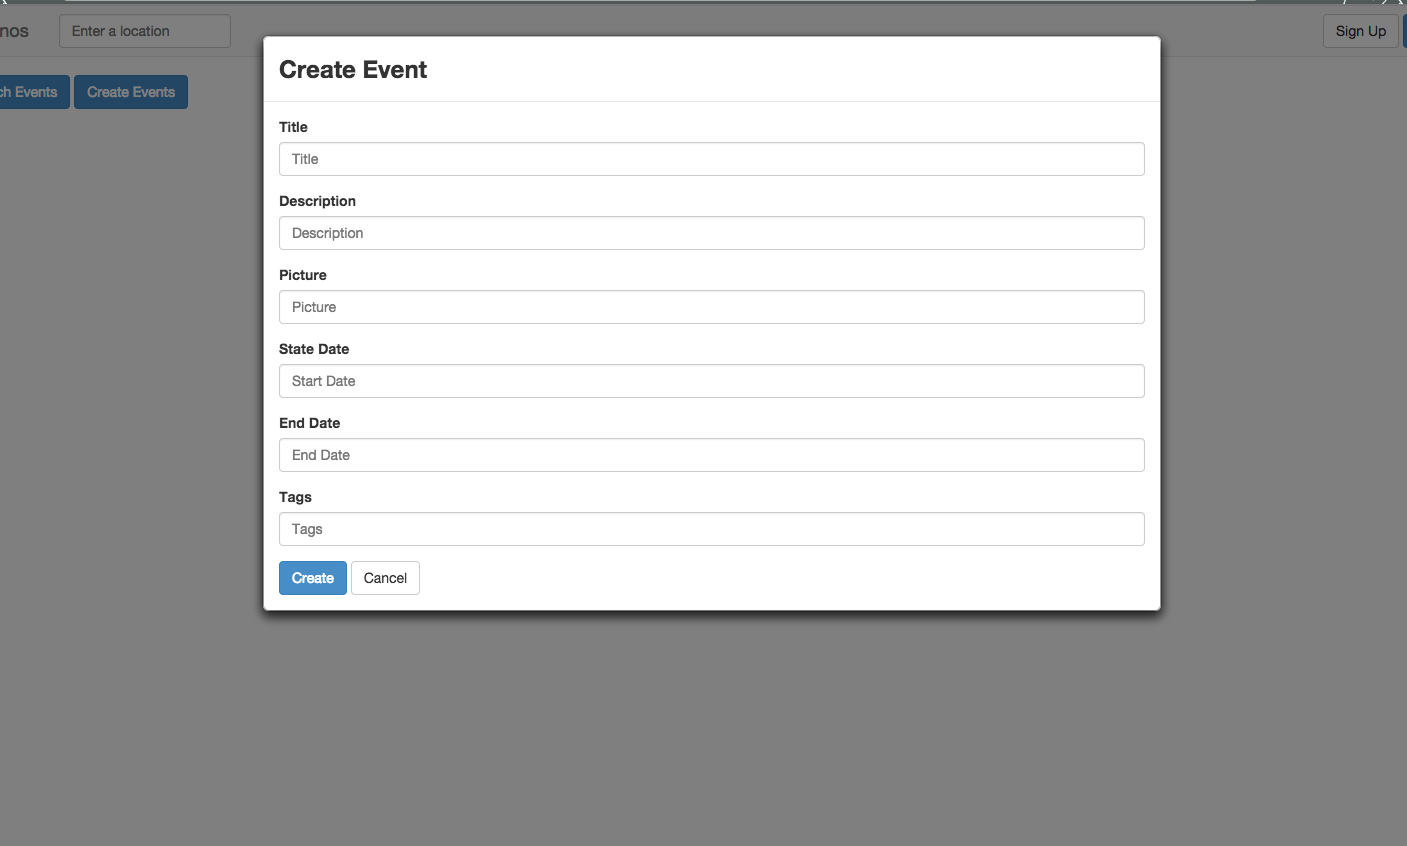 nos
Enter a location
Sign Up
ch Events
Create Events
Create Event
Title
Title
Description
Description
Picture
Picture
State Date
Start Date
End Date
End Date
Tags
Tags
Create
Cancel